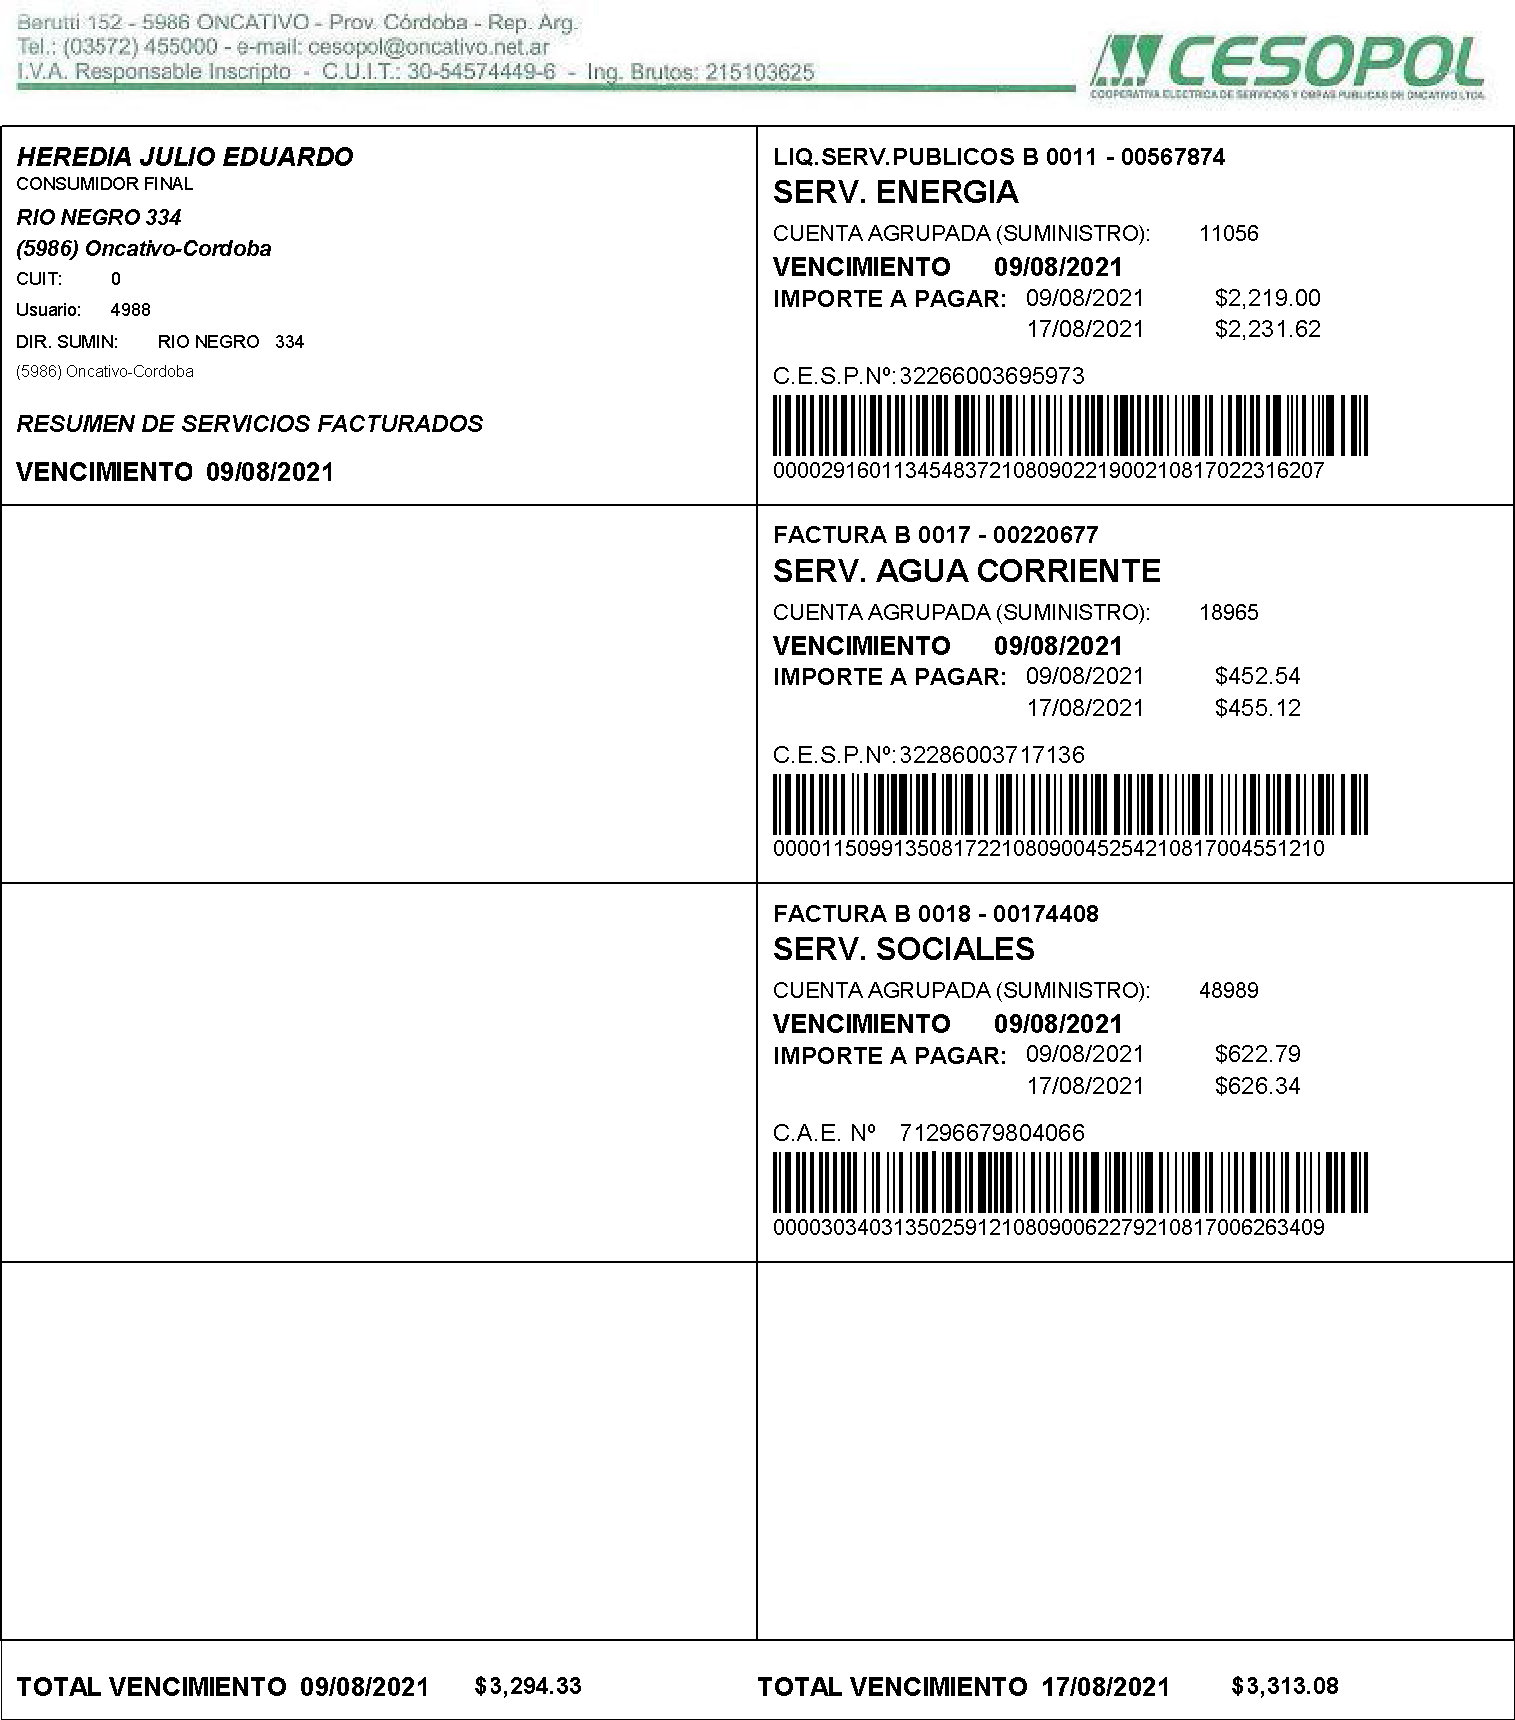 Berutti 152 - 5986 ONCATIVO - Prov. Córdoba - Rep. Arg.
Tel.: (03572) 455000 - e-mail: cesopol@oncativo.net.ar
I.V.A. Responsable Inscripto - C.U.I.T.: 30-54574449-6 - Ing. Brutos: 215103625
CESOPOL
COOPERATIVA ELECTRICA DE SERVICIOS Y OBRAS PUBLICAS DE ONCATIVO LTDA.
HEREDIA JULIO EDUARDO
CONSUMIDOR FINAL
RIO NEGRO 334
(5986) Oncativo-Cordoba
CUIT: 0
Usuario: 4988
DIR. SUMIN: RIO NEGRO 334
(5986) Oncativo-Cordoba
RESUMEN DE SERVICIOS FACTURADOS
VENCIMIENTO 09/08/2021
LIQ.SERV.PUBLICOS B 0011 - 00567874
SERV. ENERGIA
CUENTA AGRUPADA (SUMINISTRO): 11056
VENCIMIENTO 09/08/2021
IMPORTE A PAGAR: 09/08/2021 $2,219.00
17/08/2021 $2,231.62
C.E.S.P.Nº: 32266003695973
00002916011345483721080902219002108170223162​07
FACTURA B 0017 - 00220677
SERV. AGUA CORRIENTE
CUENTA AGRUPADA (SUMINISTRO): 18965
VENCIMIENTO 09/08/2021
IMPORTE A PAGAR: 09/08/2021 $452.54
17/08/2021 $455.12
C.E.S.P.Nº: 32286003717136
0000115099135081722108090045254210817004551210
FACTURA B 0018 - 00174408
SERV. SOCIALES
CUENTA AGRUPADA (SUMINISTRO): 48989
VENCIMIENTO 09/08/2021
IMPORTE A PAGAR: 09/08/2021 $622.79
17/08/2021 $626.34
C.A.E. Nº 71296679804066
0000303403135025912108090062279210817006263409
TOTAL VENCIMIENTO 09/08/2021 $3,294.33
TOTAL VENCIMIENTO 17/08/2021 $3,313.08